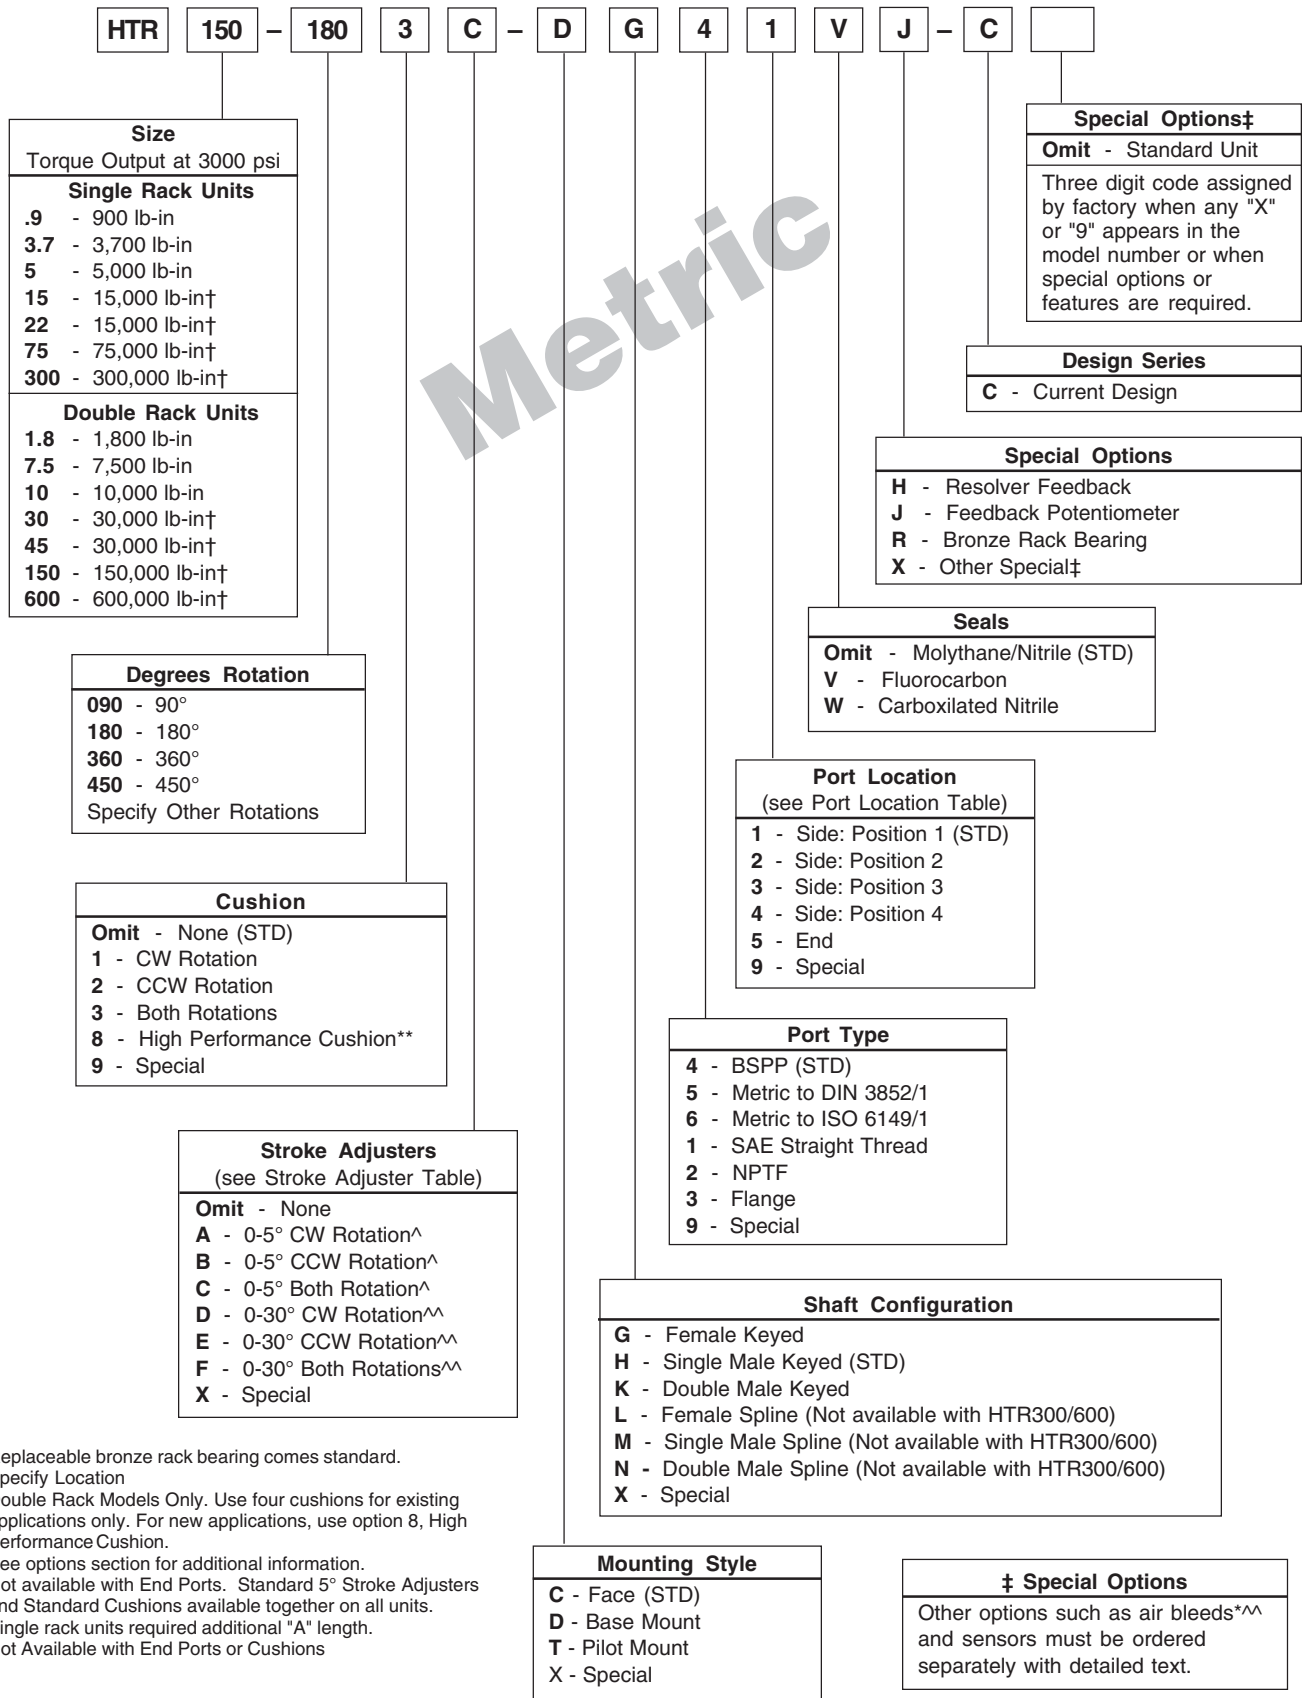 HTR 150 – 180 3 C – D G 4 1 V J – C
Metric
Size
Torque Output at 3000 psi
Single Rack Units
.9 - 900 lb-in
3.7 - 3,700 lb-in
5 - 5,000 lb-in
15 - 15,000 lb-in†
22 - 15,000 lb-in†
75 - 75,000 lb-in†
300 - 300,000 lb-in†
Double Rack Units
1.8 - 1,800 lb-in
7.5 - 7,500 lb-in
10 - 10,000 lb-in
30 - 30,000 lb-in†
45 - 30,000 lb-in†
150 - 150,000 lb-in†
600 - 600,000 lb-in†
Special Options‡
Omit - Standard Unit
Three digit code assigned
by factory when any "X"
or "9" appears in the
model number or when
special options or
features are required.
Design Series
C - Current Design
Special Options
H - Resolver Feedback
J - Feedback Potentiometer
R - Bronze Rack Bearing
X - Other Special‡
Seals
Omit - Molythane/Nitrile (STD)
V - Fluorocarbon
W - Carboxilated Nitrile
Degrees Rotation
090 - 90°
180 - 180°
360 - 360°
450 - 450°
Specify Other Rotations
Port Location
(see Port Location Table)
1 - Side: Position 1 (STD)
2 - Side: Position 2
3 - Side: Position 3
4 - Side: Position 4
5 - End
9 - Special
Cushion
Omit - None (STD)
1 - CW Rotation
2 - CCW Rotation
3 - Both Rotations
8 - High Performance Cushion**
9 - Special
Port Type
4 - BSPP (STD)
5 - Metric to DIN 3852/1
6 - Metric to ISO 6149/1
1 - SAE Straight Thread
2 - NPTF
3 - Flange
9 - Special
Stroke Adjusters
(see Stroke Adjuster Table)
Omit - None
A - 0-5° CW Rotation^
B - 0-5° CCW Rotation^
C - 0-5° Both Rotation^
D - 0-30° CW Rotation^^
E - 0-30° CCW Rotation^^
F - 0-30° Both Rotations^^
X - Special
Shaft Configuration
G - Female Keyed
H - Single Male Keyed (STD)
K - Double Male Keyed
L - Female Spline (Not available with HTR300/600)
M - Single Male Spline (Not available with HTR300/600)
N - Double Male Spline (Not available with HTR300/600)
X - Special
eplaceable bronze rack bearing comes standard.
pecify Location
ouble Rack Models Only. Use four cushions for existing
pplications only. For new applications, use option 8, High
erformance Cushion.
ee options section for additional information.
ot available with End Ports. Standard 5° Stroke Adjusters
nd Standard Cushions available together on all units.
ingle rack units required additional "A" length.
ot Available with End Ports or Cushions
Mounting Style
C - Face (STD)
D - Base Mount
T - Pilot Mount
X - Special
‡ Special Options
Other options such as air bleeds*^^
and sensors must be ordered
separately with detailed text.